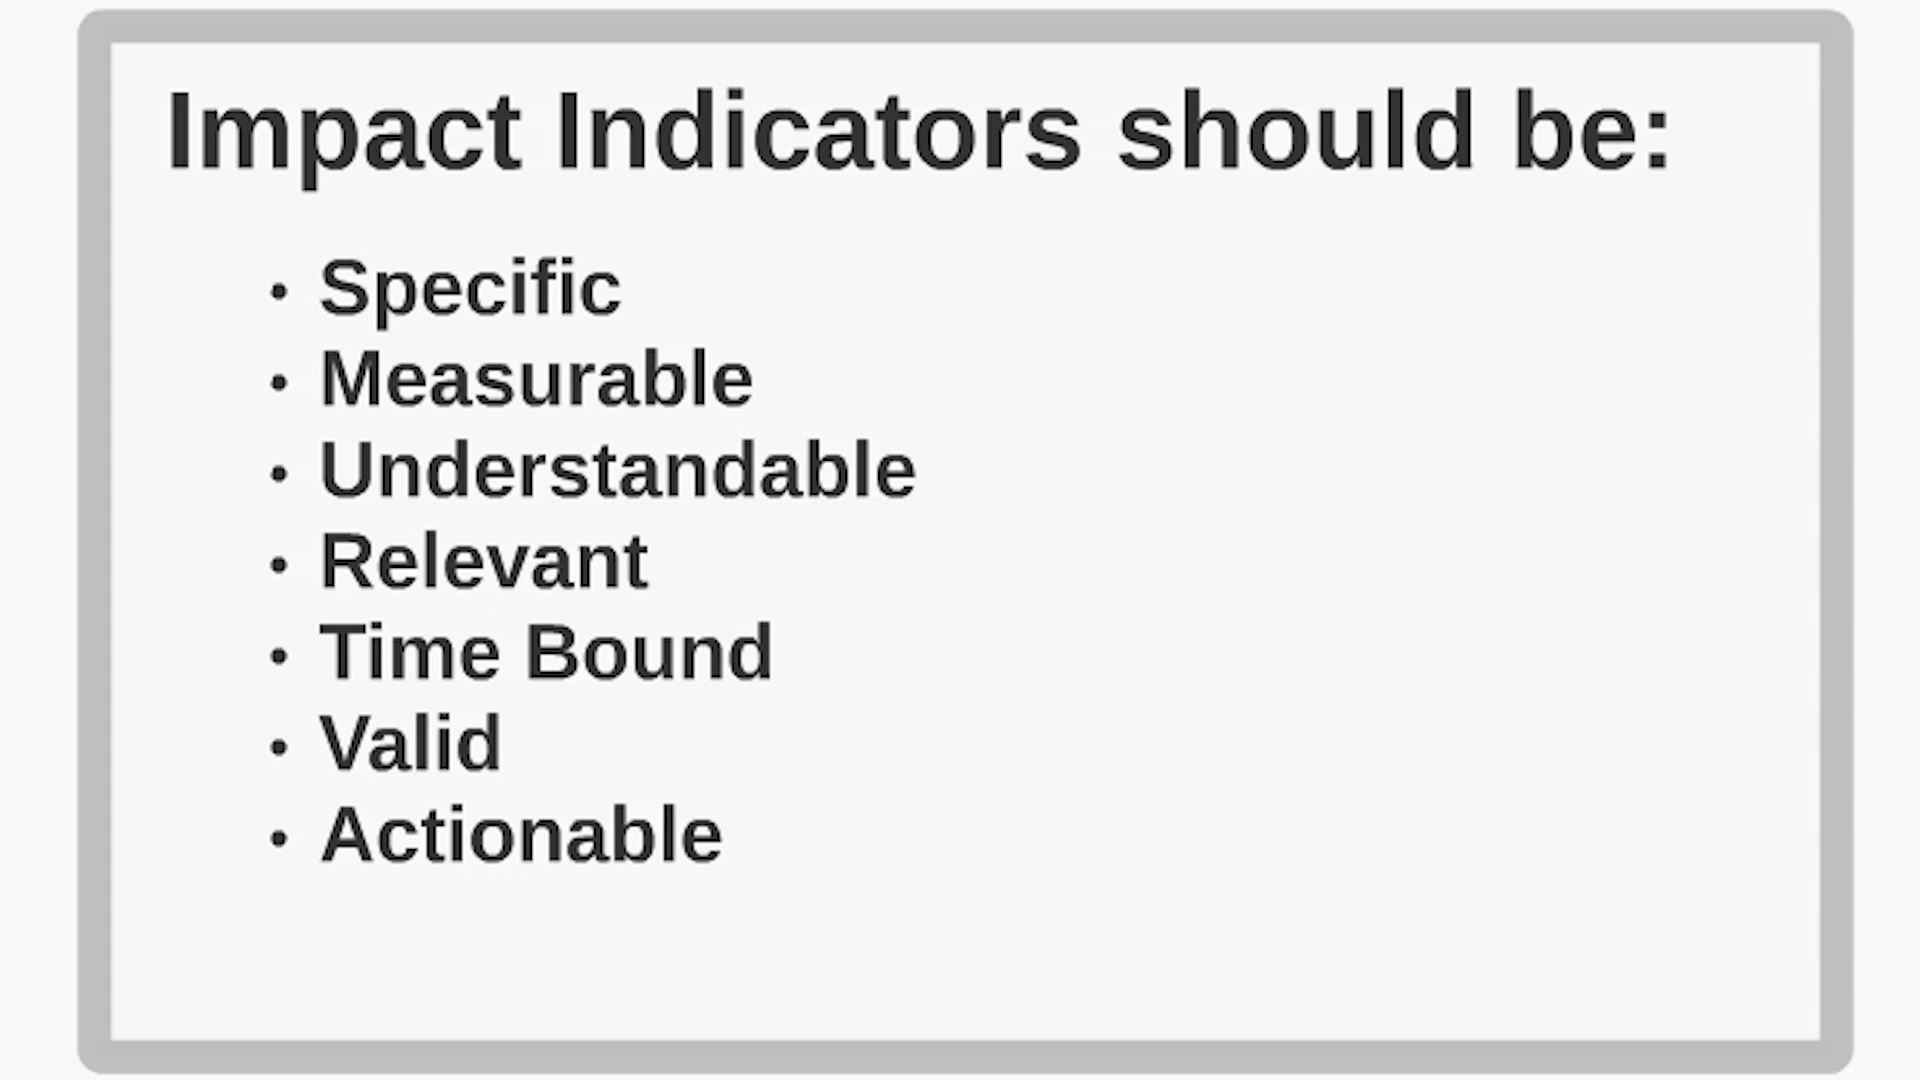 Impact Indicators should be:
• Specific
• Measurable
• Understandable
• Relevant
• Time Bound
• Valid
• Actionable